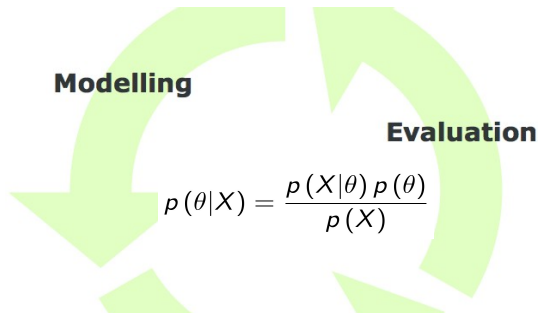 Modelling
Evaluation
p (θ|X) = p (X|θ) p (θ) / p (X)